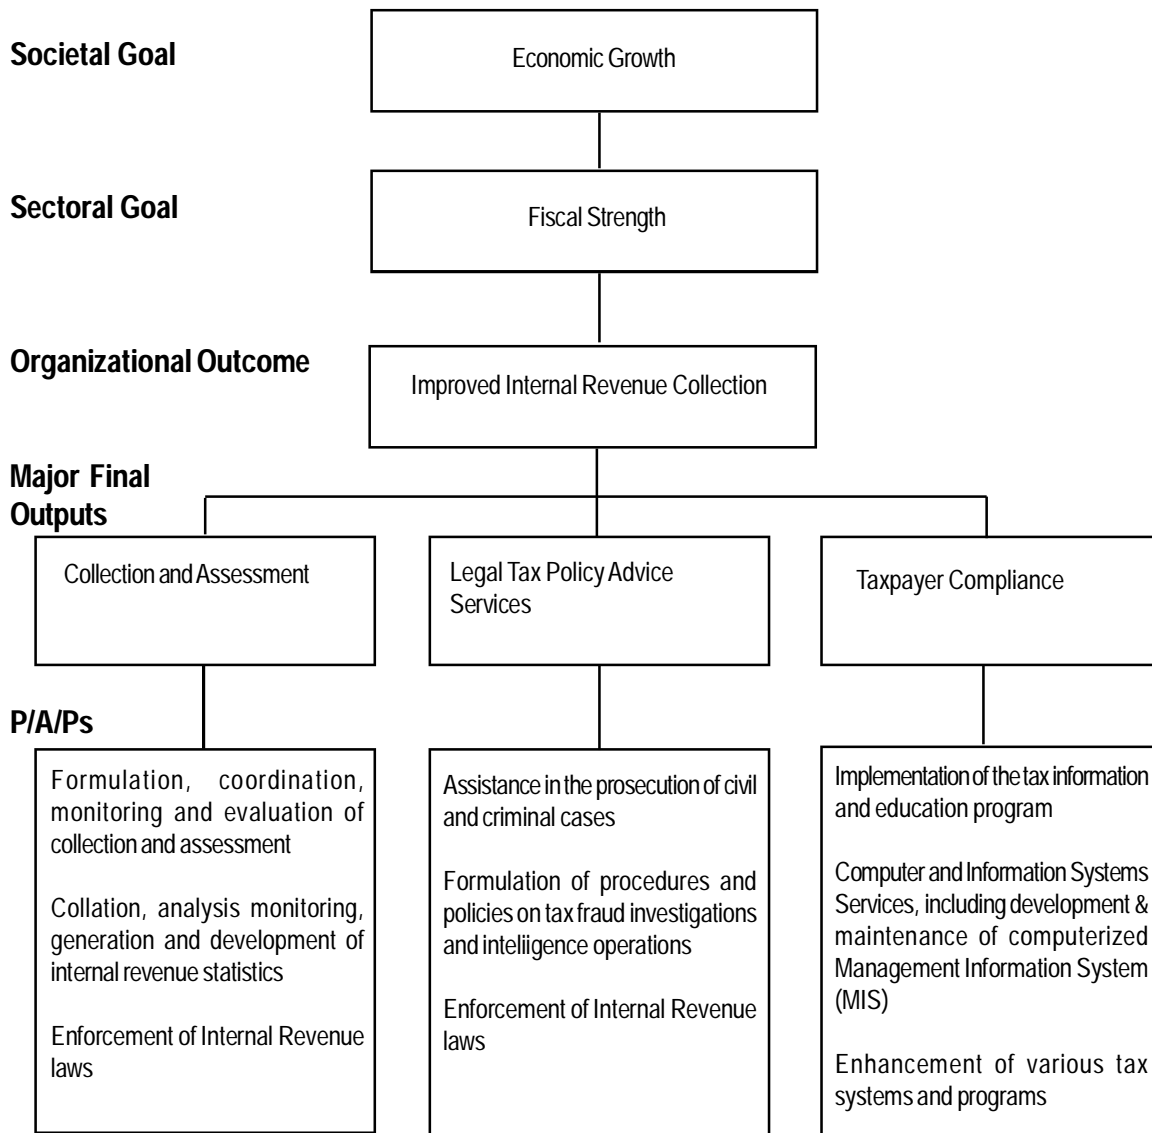 Societal Goal
Economic Growth
Sectoral Goal
Fiscal Strength
Organizational Outcome
Improved Internal Revenue Collection
Major Final
Outputs
Collection and Assessment
Legal Tax Policy Advice
Services
Taxpayer Compliance
P/A/Ps
Formulation, coordination,
monitoring and evaluation of
collection and assessment
Collation, analysis monitoring,
generation and development of
internal revenue statistics
Enforcement of Internal Revenue
laws
Assistance in the prosecution of civil
and criminal cases
Formulation of procedures and
policies on tax fraud investigations
and inteliigence operations
Enforcement of Internal Revenue
laws
Implementation of the tax information
and education program
Computer and Information Systems
Services, including development &
maintenance of computerized
Management Information System
(MIS)
Enhancement of various tax
systems and programs